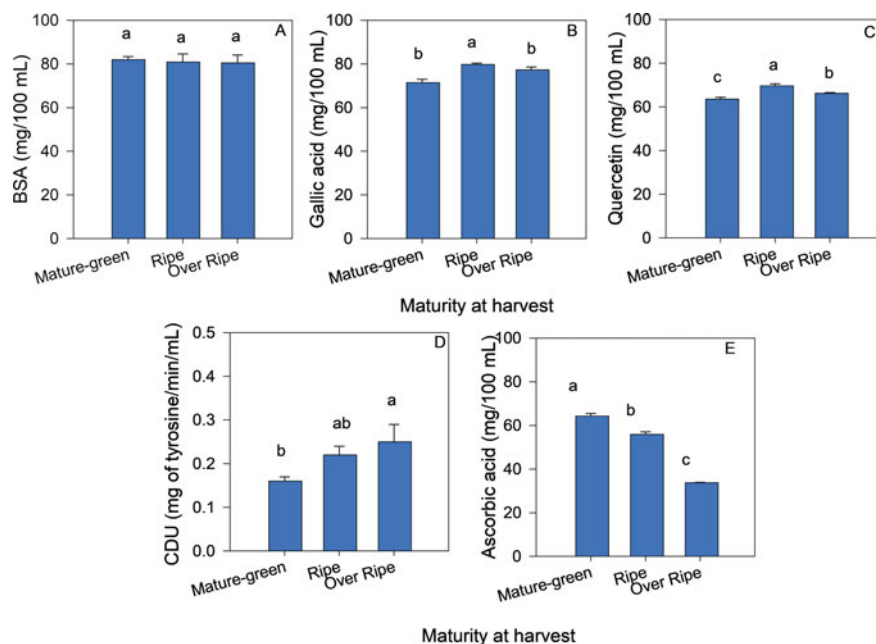 A
BSA (mg/100 mL)
100
80
60
40
20
0
a a a
Mature-green Ripe Over Ripe
B
Gallic acid (mg/100 mL)
100
80
60
40
20
0
b a b
Mature-green Ripe Over Ripe
C
Quercetin (mg/100 mL)
100
80
60
40
20
0
c a b
Mature-green Ripe Over Ripe
Maturity at harvest
D
CDU (mg of tyrosine/min/mL)
0.5
0.4
0.3
0.2
0.1
0.0
b ab a
Mature-green Ripe Over Ripe
E
Ascorbic acid (mg/100 mL)
100
80
60
40
20
0
a b c
Mature-green Ripe Over Ripe
Maturity at harvest